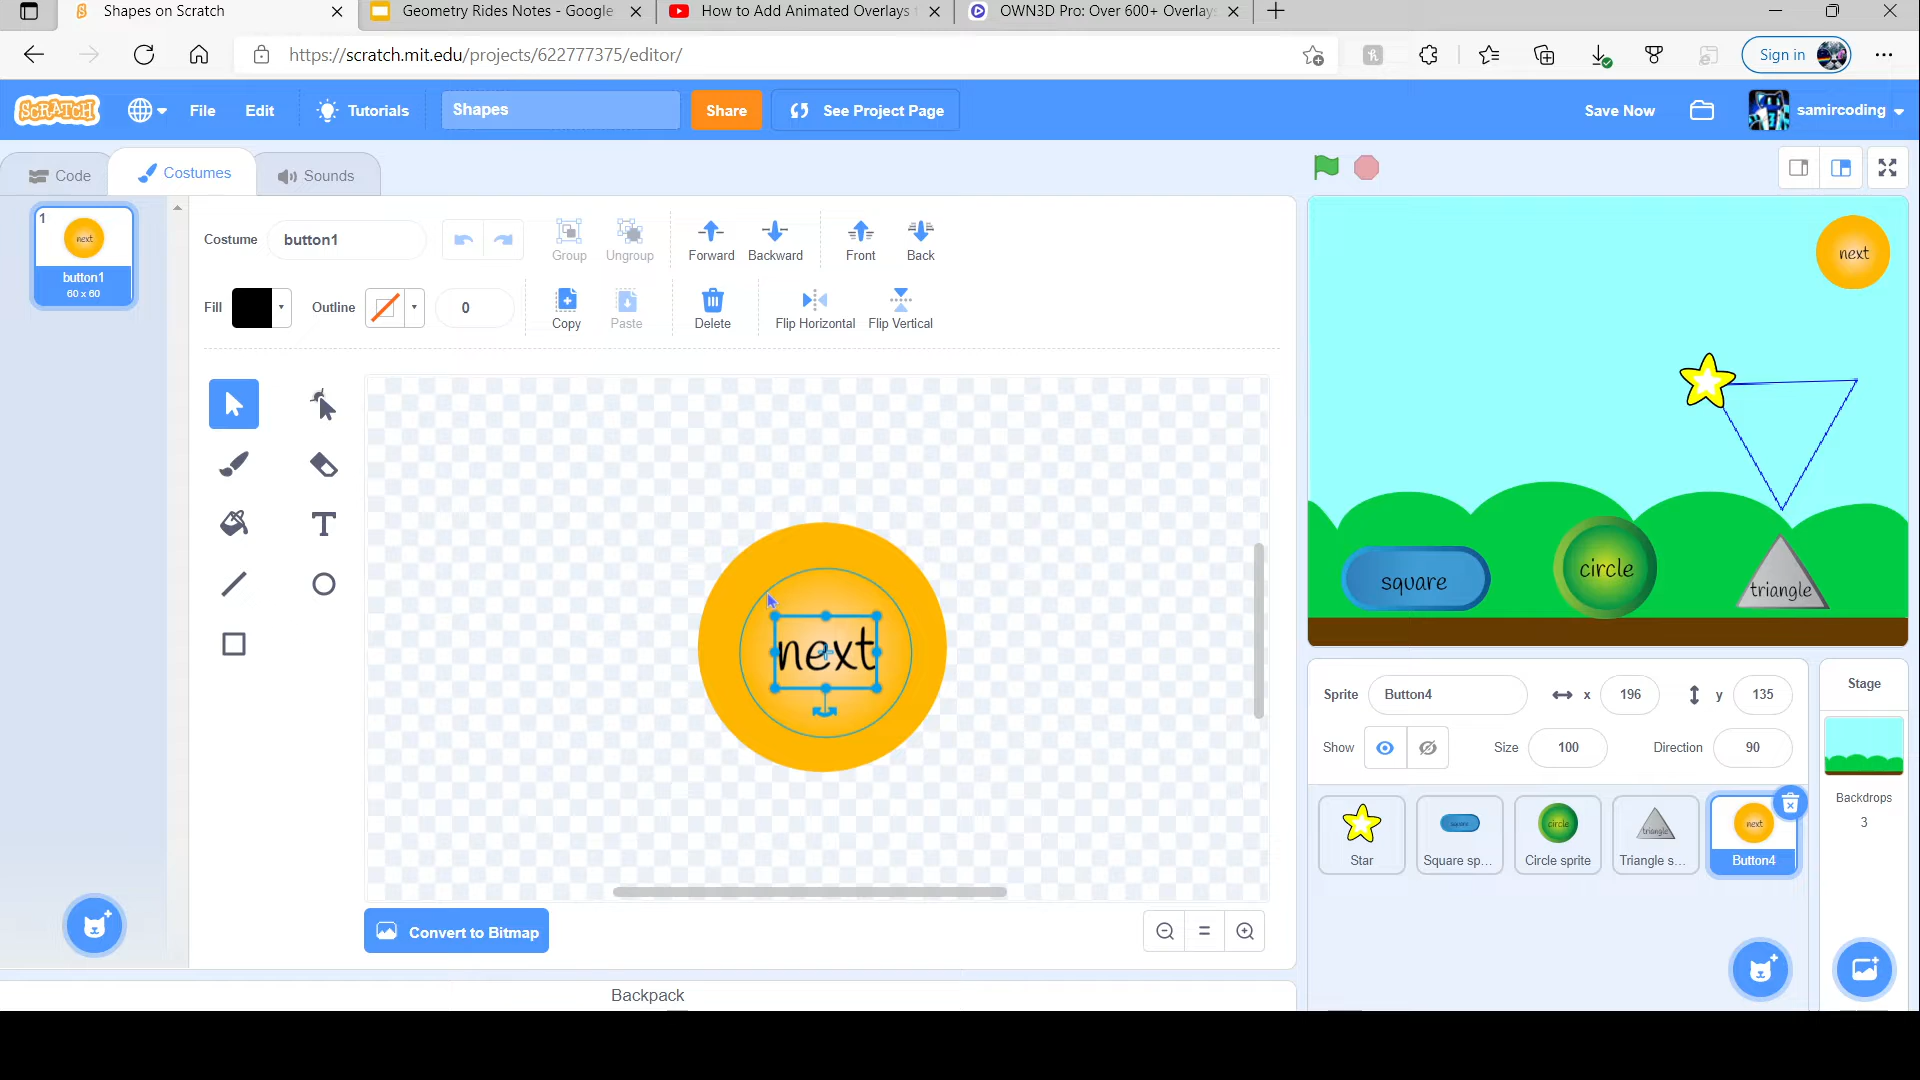 Shapes on Scratch
Geometry Rides Notes - Google
How to Add Animated Overlays
OWN3D Pro: Over 600+ Overlay
https://scratch.mit.edu/projects/622777375/editor/
Sign in
SCRATCH
File
Edit
Tutorials
Shapes
Share
See Project Page
Save Now
samircoding
Code
Costumes
Sounds
1
next
button1
60 x 60
Costume
button1
Group
Ungroup
Forward
Backward
Front
Back
Fill
Outline
0
Copy
Paste
Delete
Flip Horizontal
Flip Vertical
next
Convert to Bitmap
Backpack
next
square
circle
triangle
Sprite
Button4
x
196
y
135
Show
Size
100
Direction
90
Stage
Backdrops
3
Star
square
Square sp...
circle
Circle sprite
triangle
Triangle s...
next
Button4